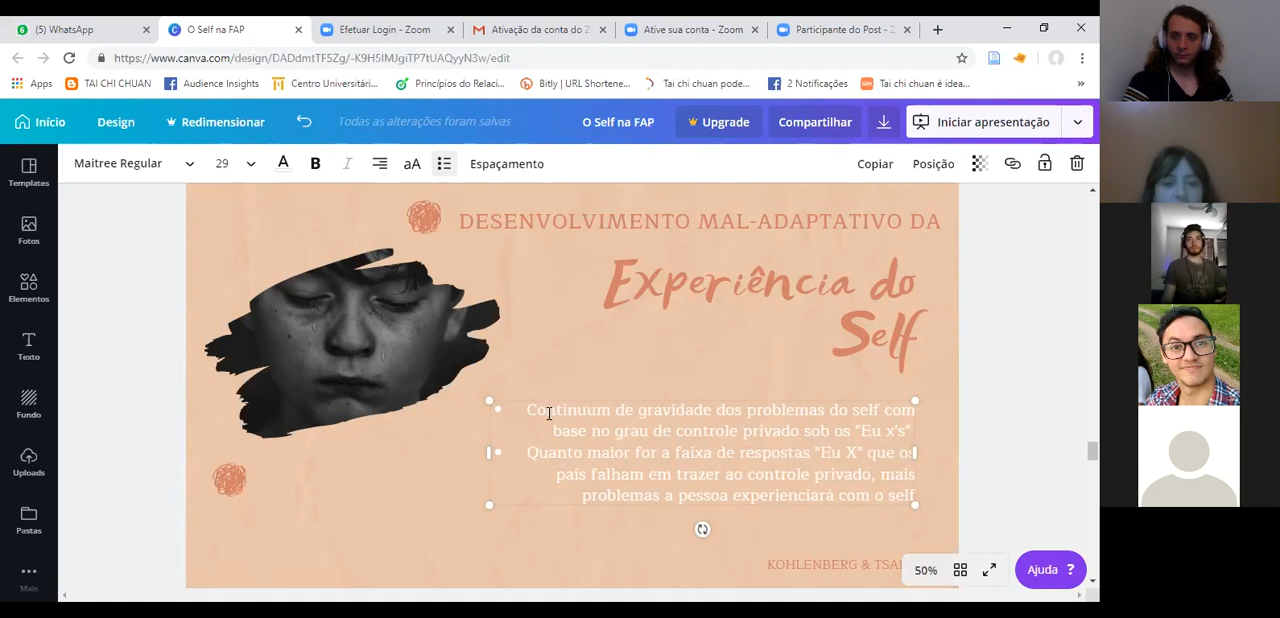 (5) WhatsApp
O Self na FAP
Efetuar Login - Zoom
Ativação da conta do Z
Ative sua conta - Zoom
Participante do Post - Z
https://www.canva.com/design/DADdmtTF5Zg/-K9H5IMJgiTP7tUAQyyN3w/edit
Apps
TAI CHI CHUAN
Audience Insights
Centro Universitári...
Princípios do Relaci...
Bitly | URL Shortene...
Tai chi chuan pode...
2 Notificações
Tai chi chuan é idea...
»
Início
Design
Redimensionar
Todas as alterações foram salvas
O Self na FAP
Upgrade
Compartilhar
Iniciar apresentação
Maitree Regular
29
A
B
I
aA
Espaçamento
Copiar
Posição
Templates
Fotos
Elementos
Texto
Fundo
Uploads
Pastas
Mais
DESENVOLVIMENTO MAL-ADAPTATIVO DA
Experiência do
Self
• Continuum de gravidade dos problemas do self com
base no grau de controle privado sob os "Eu x's"
• Quanto maior for a faixa de respostas "Eu X" que os
pais falham em trazer ao controle privado, mais
problemas a pessoa experienciará com o self
KOHLENBERG & TSA
50%
Ajuda ?